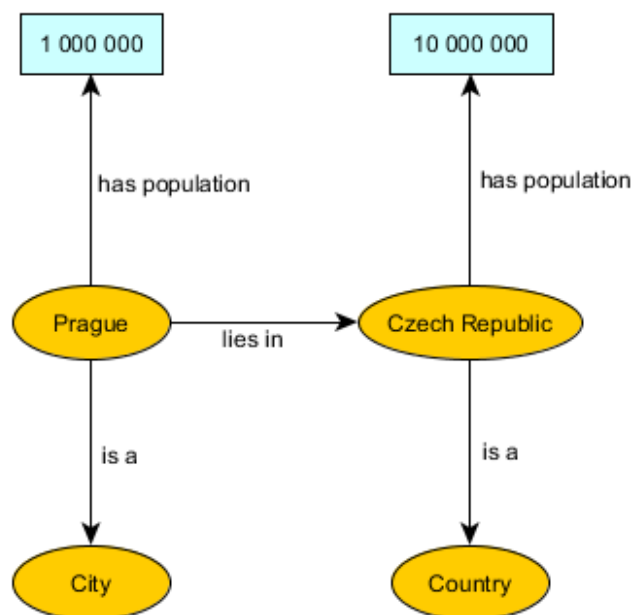 1 000 000
10 000 000
has population
has population
Prague
lies in
Czech Republic
is a
is a
City
Country